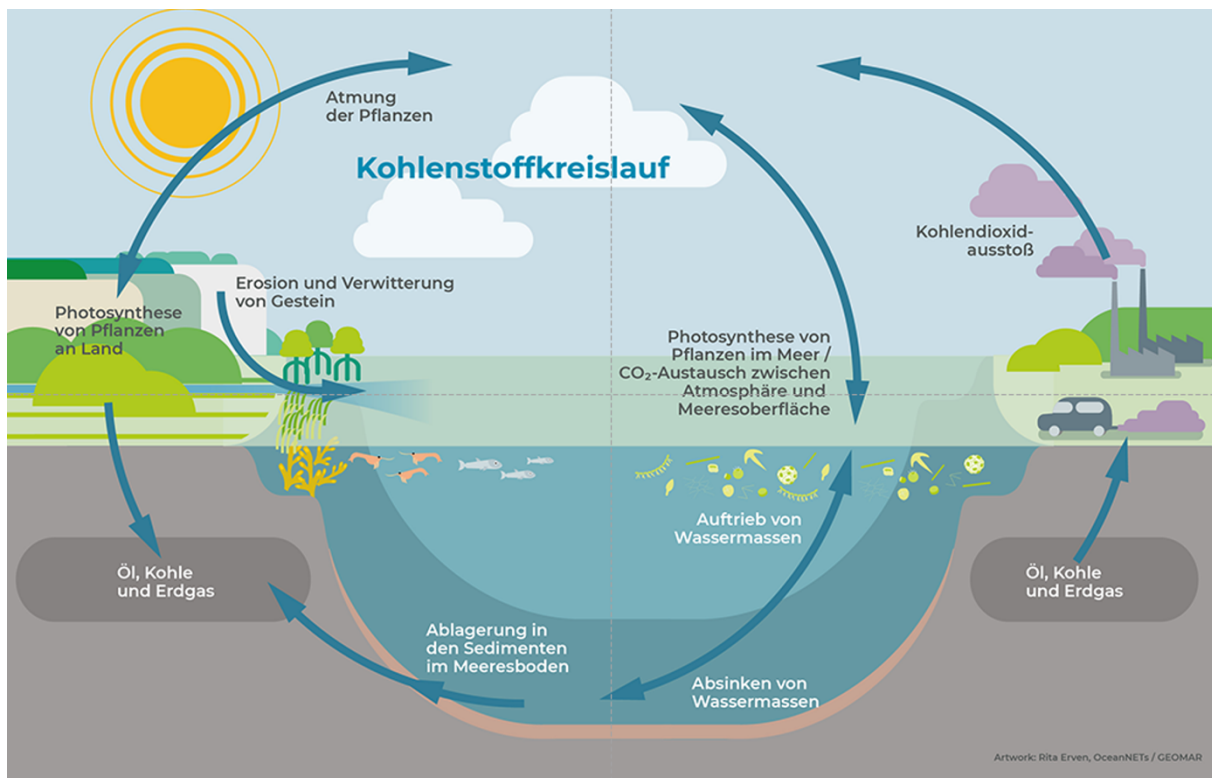 Atmung
der Pflanzen
Kohlenstoffkreislauf
Kohlendioxid-
ausstoß
Erosion und Verwitterung
von Gestein
Photosynthese
von Pflanzen
an Land
Photosynthese von
Pflanzen im Meer /
CO₂-Austausch zwischen
Atmosphäre und
Meeresoberfläche
Auftrieb von
Wassermassen
Öl, Kohle
und Erdgas
Öl, Kohle
und Erdgas
Ablagerung in
den Sedimenten
im Meeresboden
Absinken von
Wassermassen
Artwork: Rita Erven, OceanNETs / GEOMAR